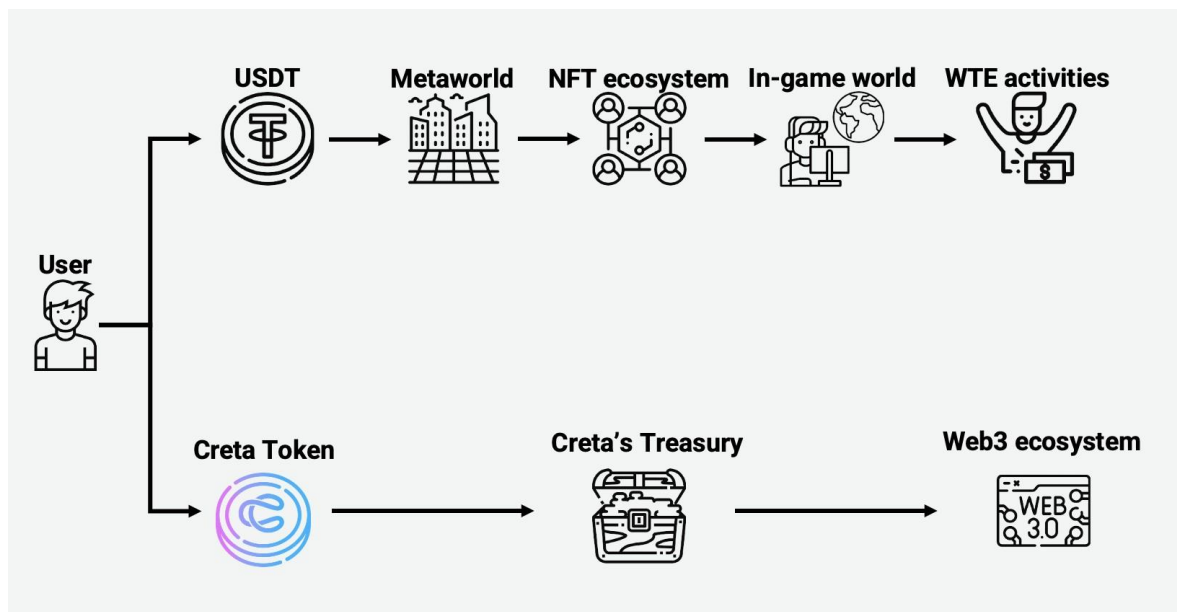 USDT
Metaworld
NFT ecosystem
In-game world
WTE activities
$
User
Creta Token
Creta's Treasury
Web3 ecosystem
WEB
3.0